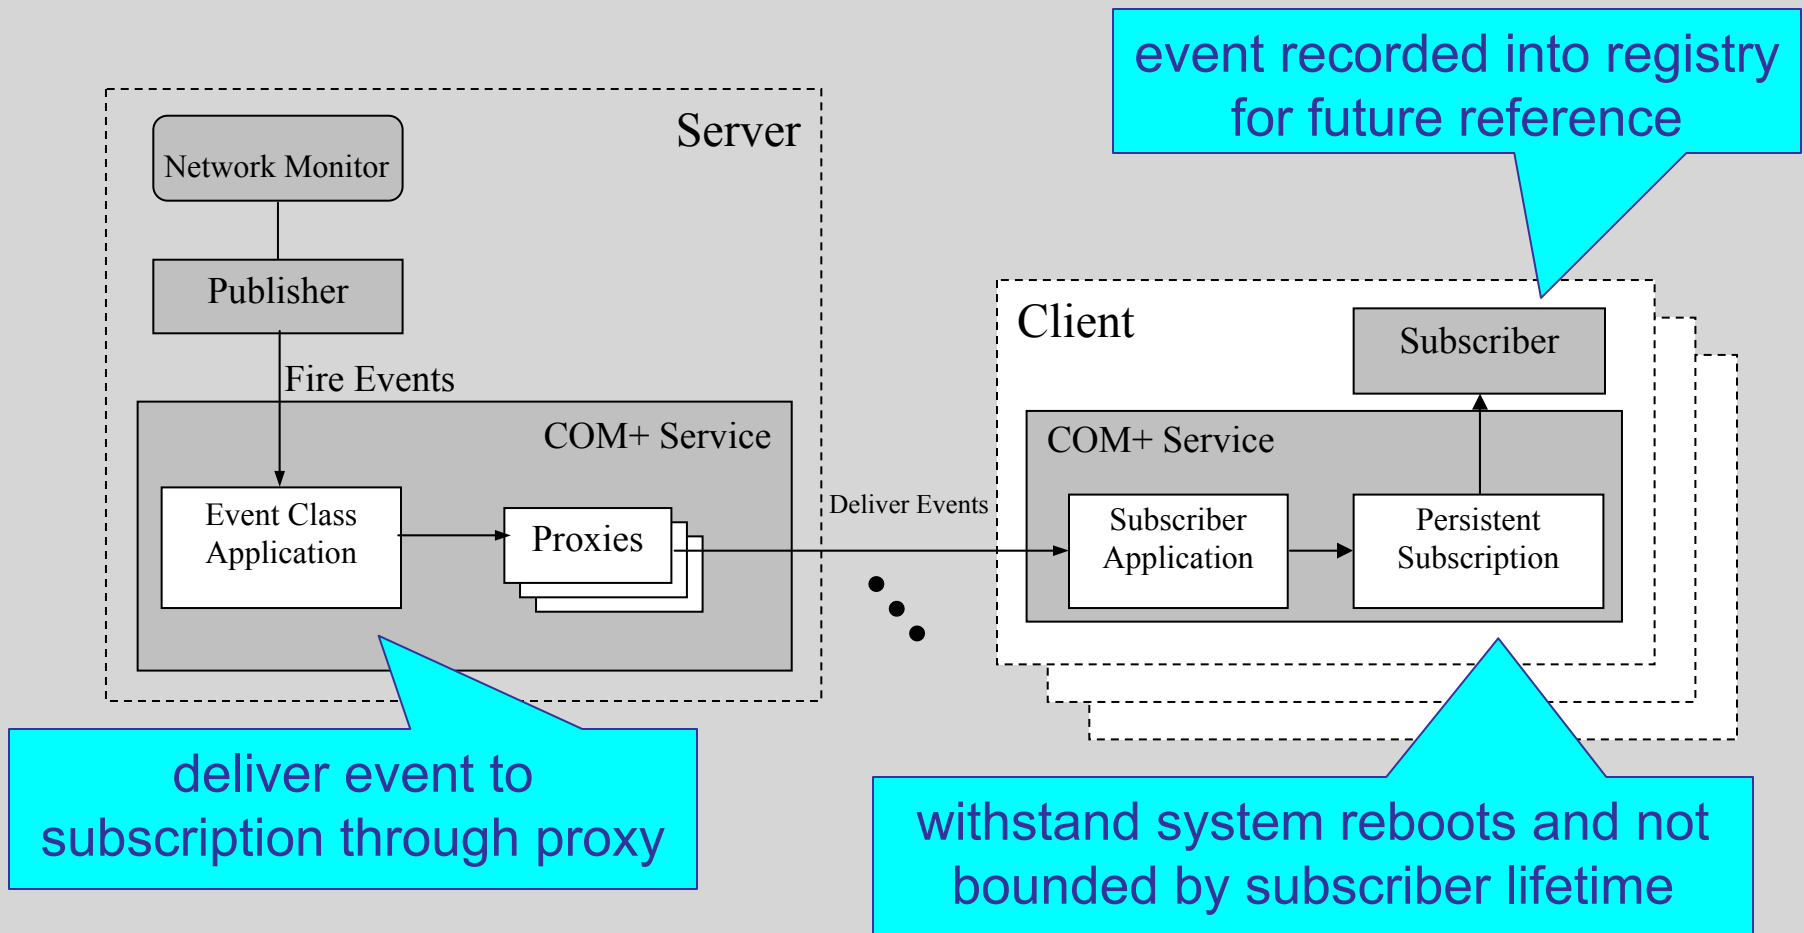 event recorded into registry
for future reference
Server
Network Monitor
Publisher
Fire Events
COM+ Service
Event Class
Application
Proxies
Deliver Events
Client
Subscriber
COM+ Service
Subscriber
Application
Persistent
Subscription
deliver event to
subscription through proxy
withstand system reboots and not
bounded by subscriber lifetime